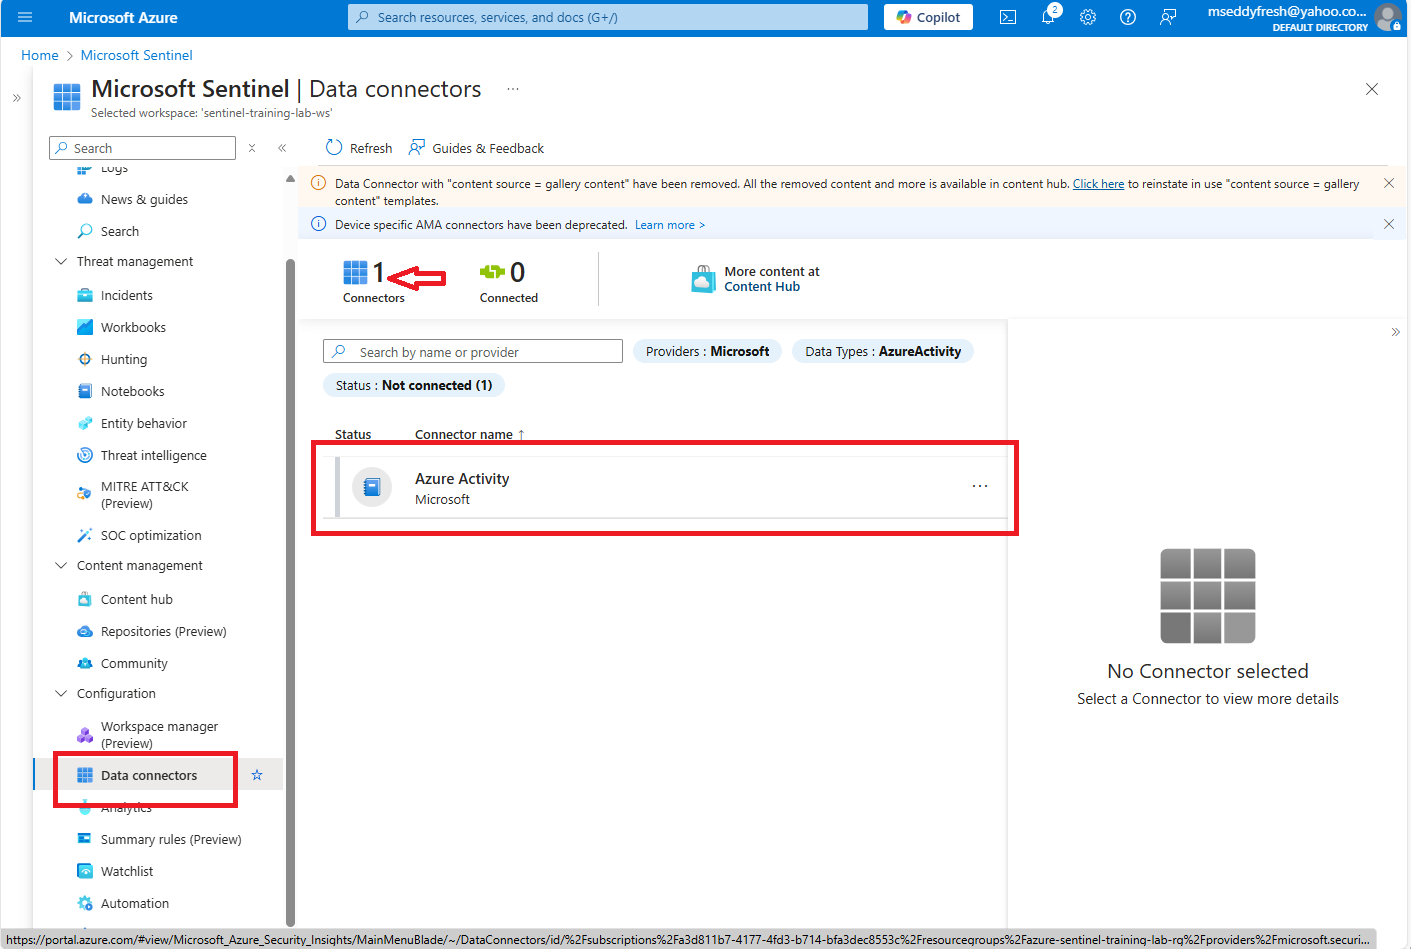 Microsoft Azure
Search resources, services, and docs (G+/)
Copilot
2
mseddyfresh@yahoo.co...
DEFAULT DIRECTORY
Home > Microsoft Sentinel
Microsoft Sentinel | Data connectors ...
Selected workspace: 'sentinel-training-lab-ws'
Search
Refresh
Guides & Feedback
Logs
News & guides
Search
Threat management
Incidents
Workbooks
Hunting
Notebooks
Entity behavior
Threat intelligence
MITRE ATT&CK
(Preview)
SOC optimization
Content management
Content hub
Repositories (Preview)
Community
Configuration
Workspace manager
(Preview)
Data connectors
Analytics
Summary rules (Preview)
Watchlist
Automation
Data Connector with "content source = gallery content" have been removed. All the removed content and more is available in content hub. Click here to reinstate in use "content source = gallery
content" templates.
Device specific AMA connectors have been deprecated. Learn more >
1
Connectors
0
Connected
More content at
Content Hub
Search by name or provider
Providers : Microsoft
Data Types : AzureActivity
Status : Not connected (1)
Status
Connector name ↑
Azure Activity
Microsoft
...
No Connector selected
Select a Connector to view more details
https://portal.azure.com/#view/Microsoft_Azure_Security_Insights/MainMenuBlade/~/DataConnectors/id/%2Fsubscriptions%2Fa3d811b7-4177-4fd3-b714-bfa3dec8553c%2Fresourcegroups%2Fazure-sentinel-training-lab-rg%2Fproviders%2Fmicrosoft.securi...